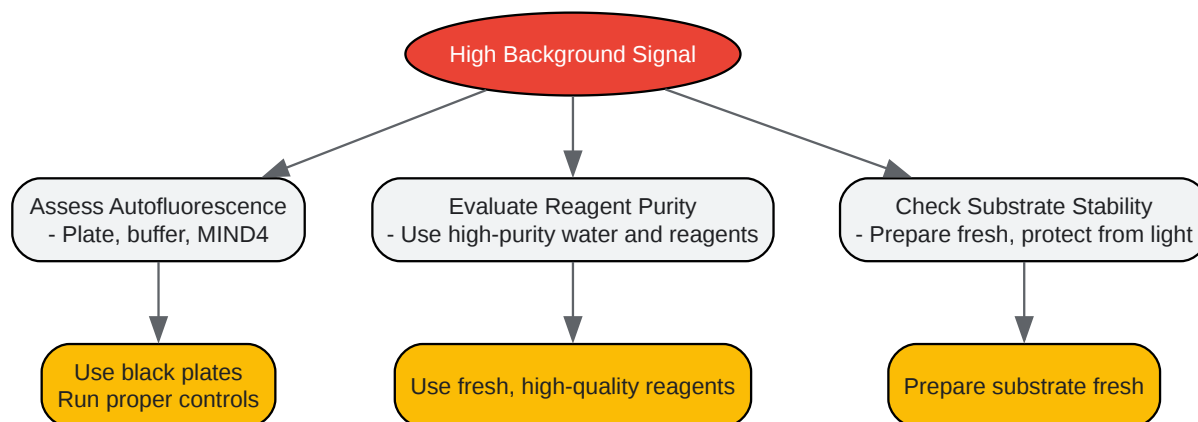 High Background Signal
Assess Autofluorescence
- Plate, buffer, MIND4
Evaluate Reagent Purity
- Use high-purity water and reagents
Check Substrate Stability
- Prepare fresh, protect from light
Use black plates
Run proper controls
Use fresh, high-quality reagents
Prepare substrate fresh